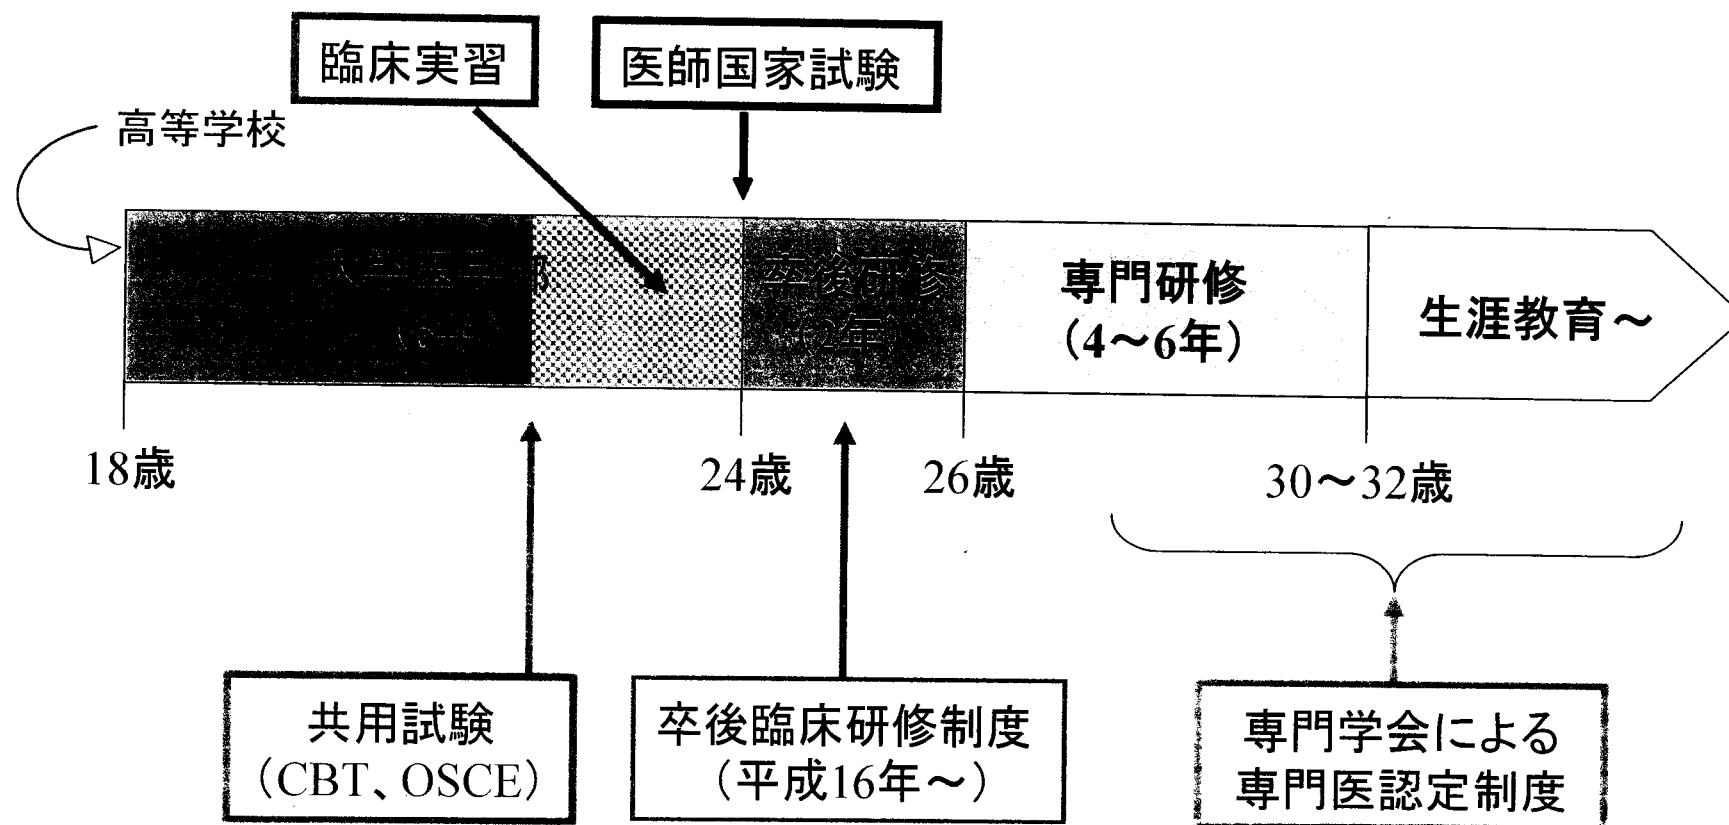 臨床実習
医師国家試験
高等学校
卒後研修
(2年)
専門研修
(4〜6年)
生涯教育〜
18歳
24歳
26歳
30〜32歳
共用試験
(CBT、OSCE)
卒後臨床研修制度
(平成16年〜)
専門学会による
専門医認定制度